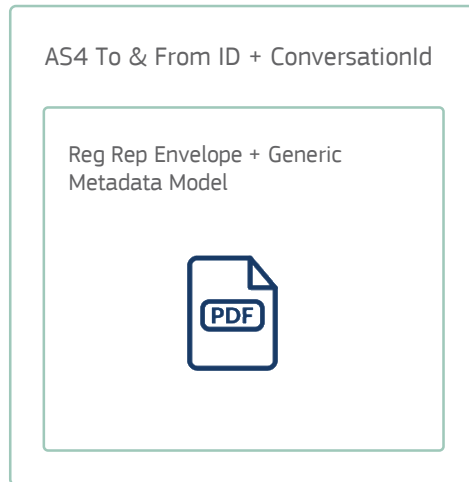 AS4 To & From ID + ConversationId
Reg Rep Envelope + Generic
Metadata Model
PDF